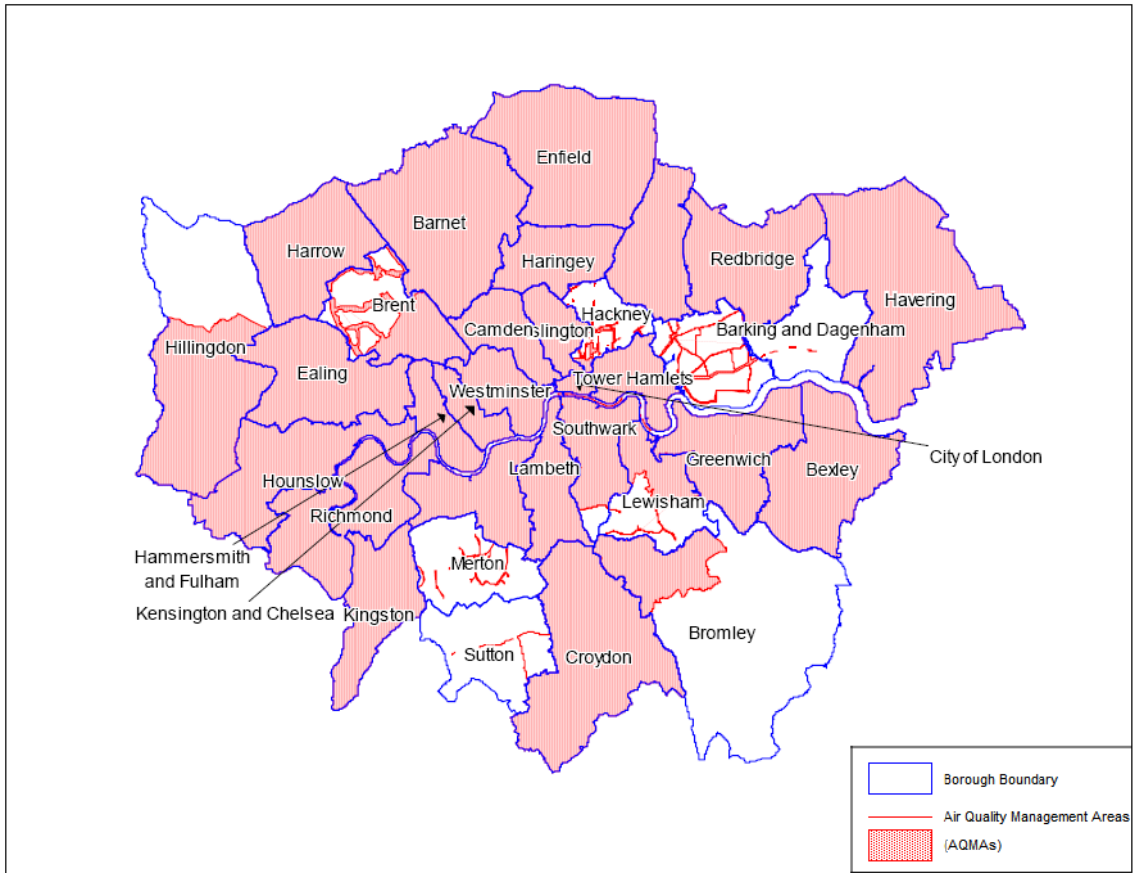 Enfield
Barnet
Harrow
Haringey
Redbridge
Havering
Brent
Hackney
Camden
slington
Barking and Dagenham
Hillingdon
Ealing
Tower Hamlets
Westminster
Southwark
City of London
Greenwich
Lambeth
Bexley
Hounslow
Lewisham
Richmond
Hammersmith
and Fulham
Merton
Kensington and Chelsea
Kingston
Bromley
Sutton
Croydon
Borough Boundary
Air Quality Management Areas
(AQMAs)